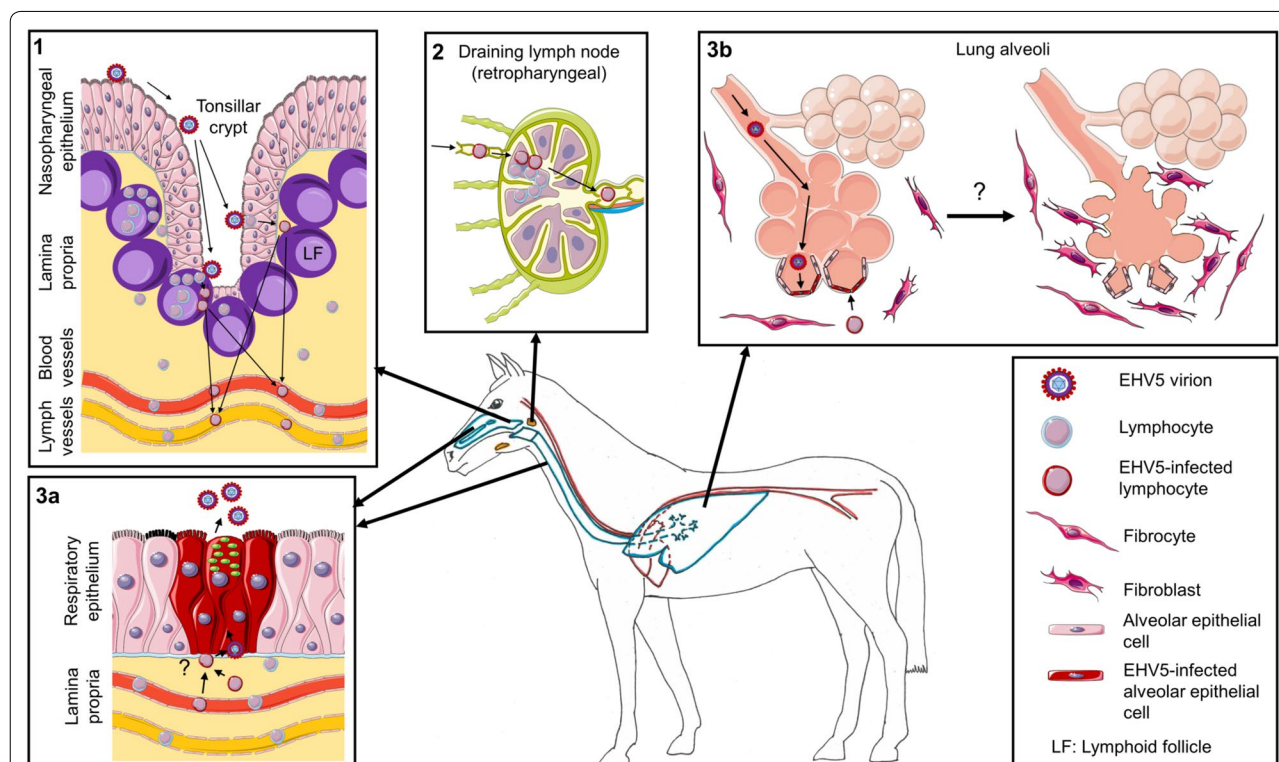 1
Nasopharyngeal
epithelium
Lamina
propria
Blood
vessels
Lymph
vessels
Tonsillar
crypt
LF
2
Draining lymph node
(retropharyngeal)
3b
Lung alveoli
?
3a
Respiratory
epithelium
Lamina
propria
?
EHV5 virion
Lymphocyte
EHV5-infected
lymphocyte
Fibrocyte
Fibroblast
Alveolar epithelial
cell
EHV5-infected
alveolar epithelial
cell
LF: Lymphoid follicle